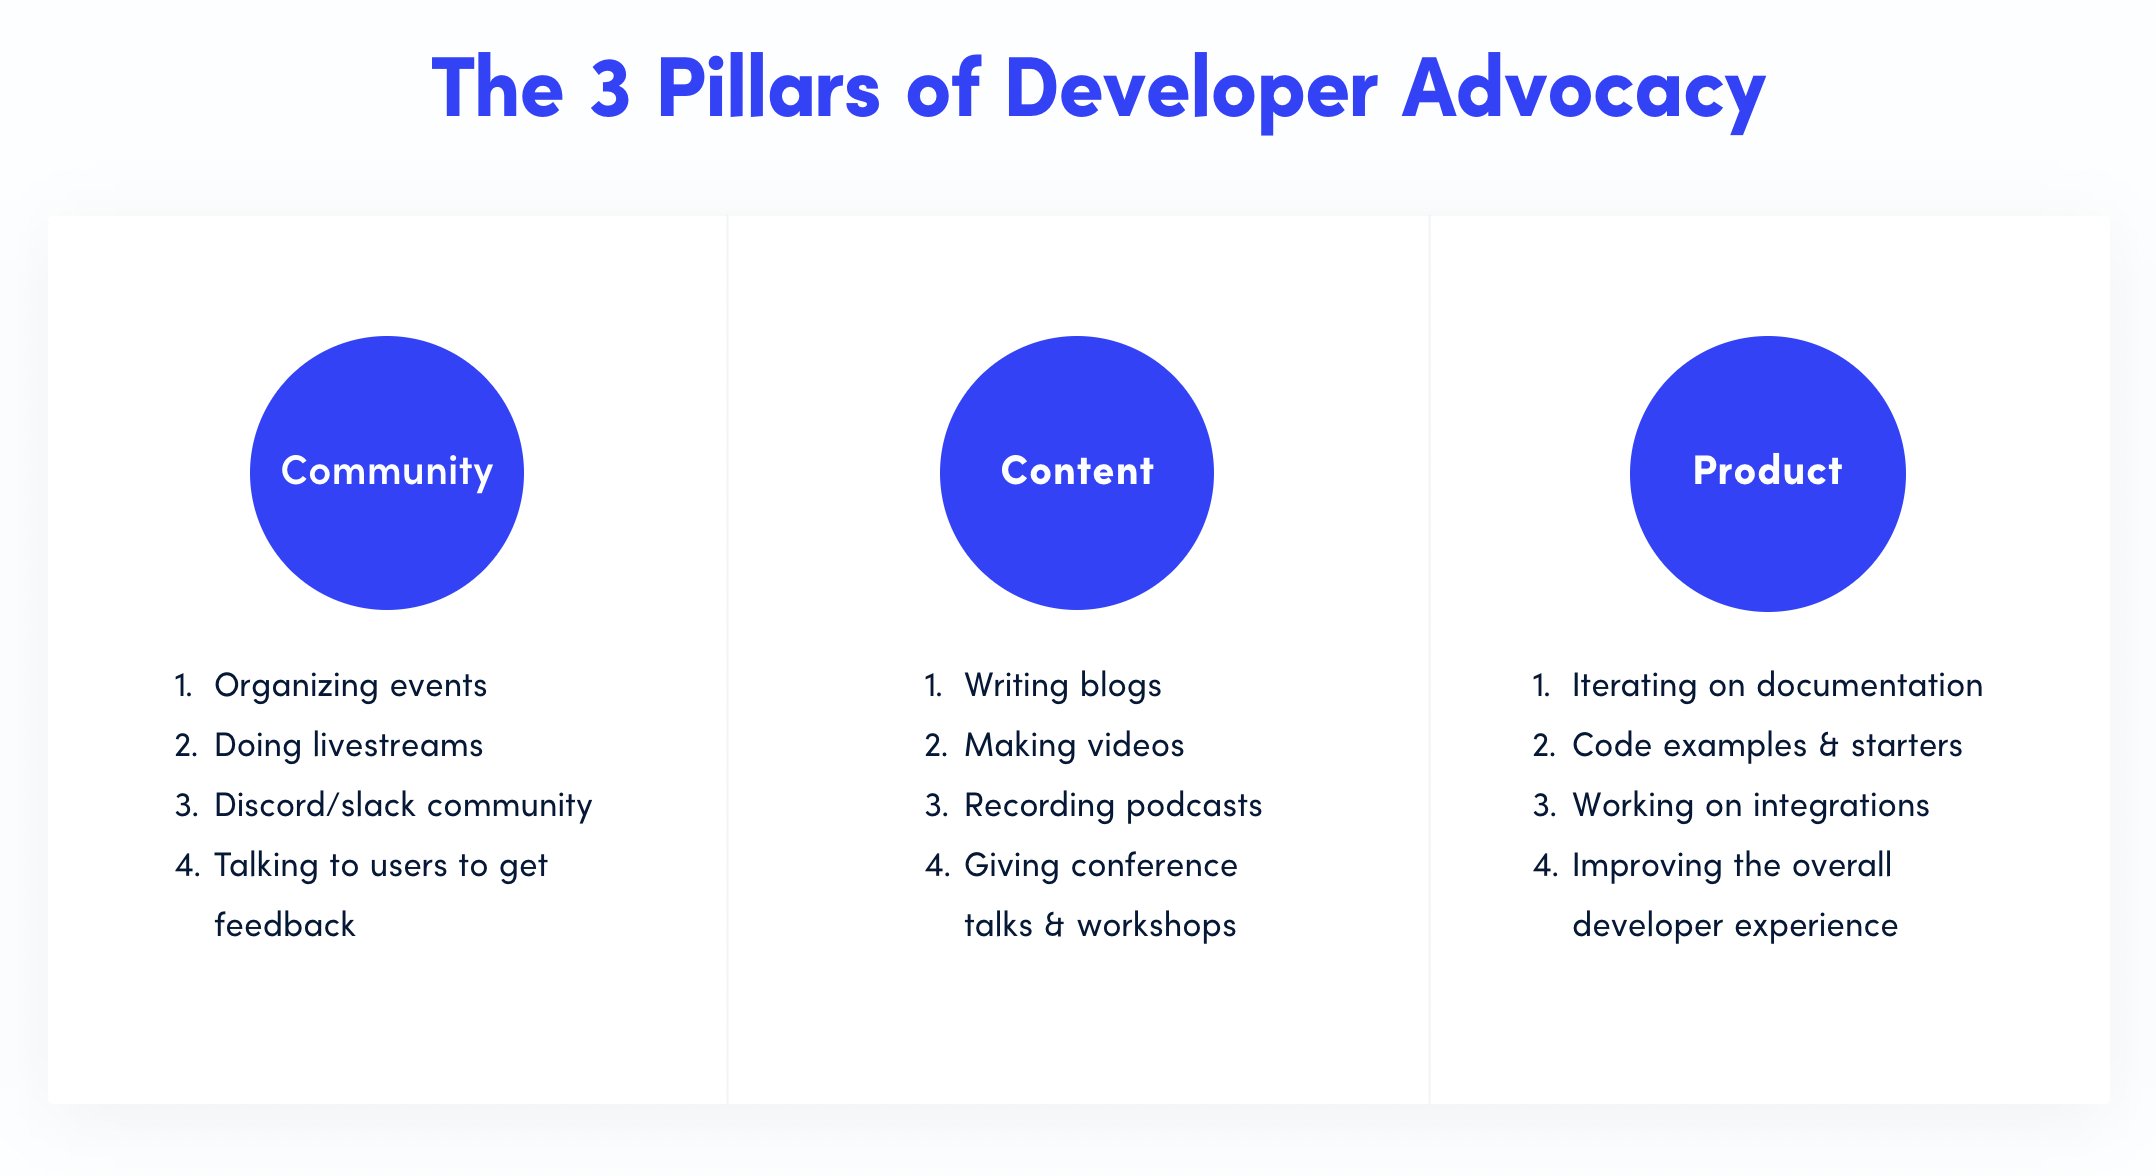 The 3 Pillars of Developer Advocacy
Community
1. Organizing events
2. Doing livestreams
3. Discord/slack community
4. Talking to users to get
feedback
Content
1. Writing blogs
2. Making videos
3. Recording podcasts
4. Giving conference
talks & workshops
Product
1. Iterating on documentation
2. Code examples & starters
3. Working on integrations
4. Improving the overall
developer experience